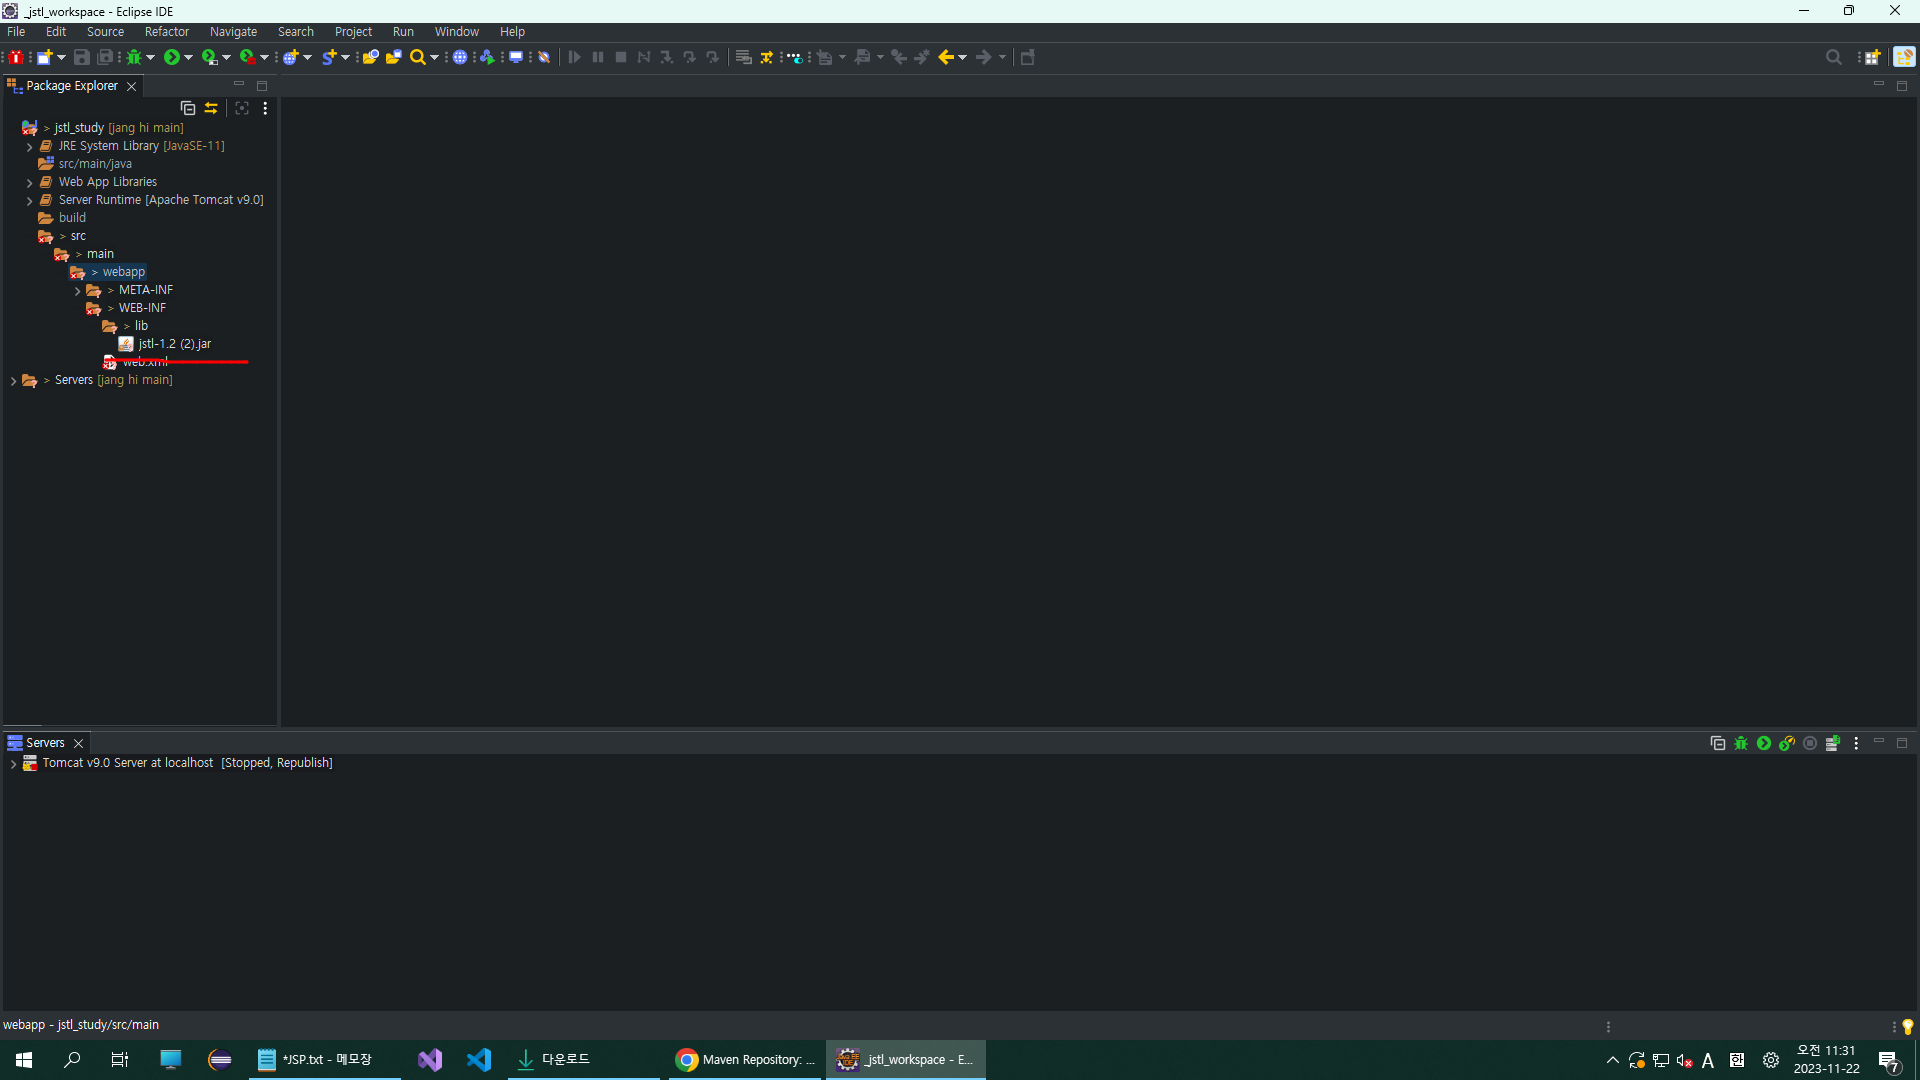 _jstl_workspace - Eclipse IDE
File Edit Source Refactor Navigate Search Project Run Window Help
Package Explorer
> jstl_study [jang hi main]
JRE System Library [JavaSE-11]
src/main/java
Web App Libraries
Server Runtime [Apache Tomcat v9.0]
build
> src
> main
> webapp
> META-INF
> WEB-INF
> lib
jstl-1.2 (2).jar
web.xml
> Servers [jang hi main]
Servers
Tomcat v9.0 Server at localhost [Stopped, Republish]
webapp - jstl_study/src/main
*JSP.txt - 메모장
다운로드
Maven Repository: ...
_jstl_workspace - E...
A
한
오전 11:31
2023-11-22
7